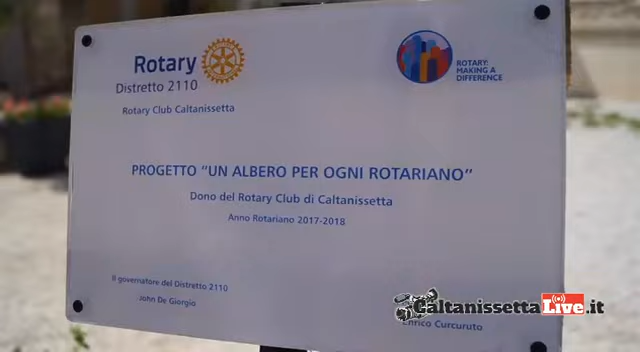 Rotary
Distretto 2110
Rotary Club Caltanissetta
ROTARY:
MAKING A
DIFFERENCE
PROGETTO "UN ALBERO PER OGNI ROTARIANO"
Dono del Rotary Club di Caltanissetta
Anno Rotariano 2017-2018
Il governatore del Distretto 2110
John De Giorgio
CaltanissettaLive.it
Enrico Curcuruto